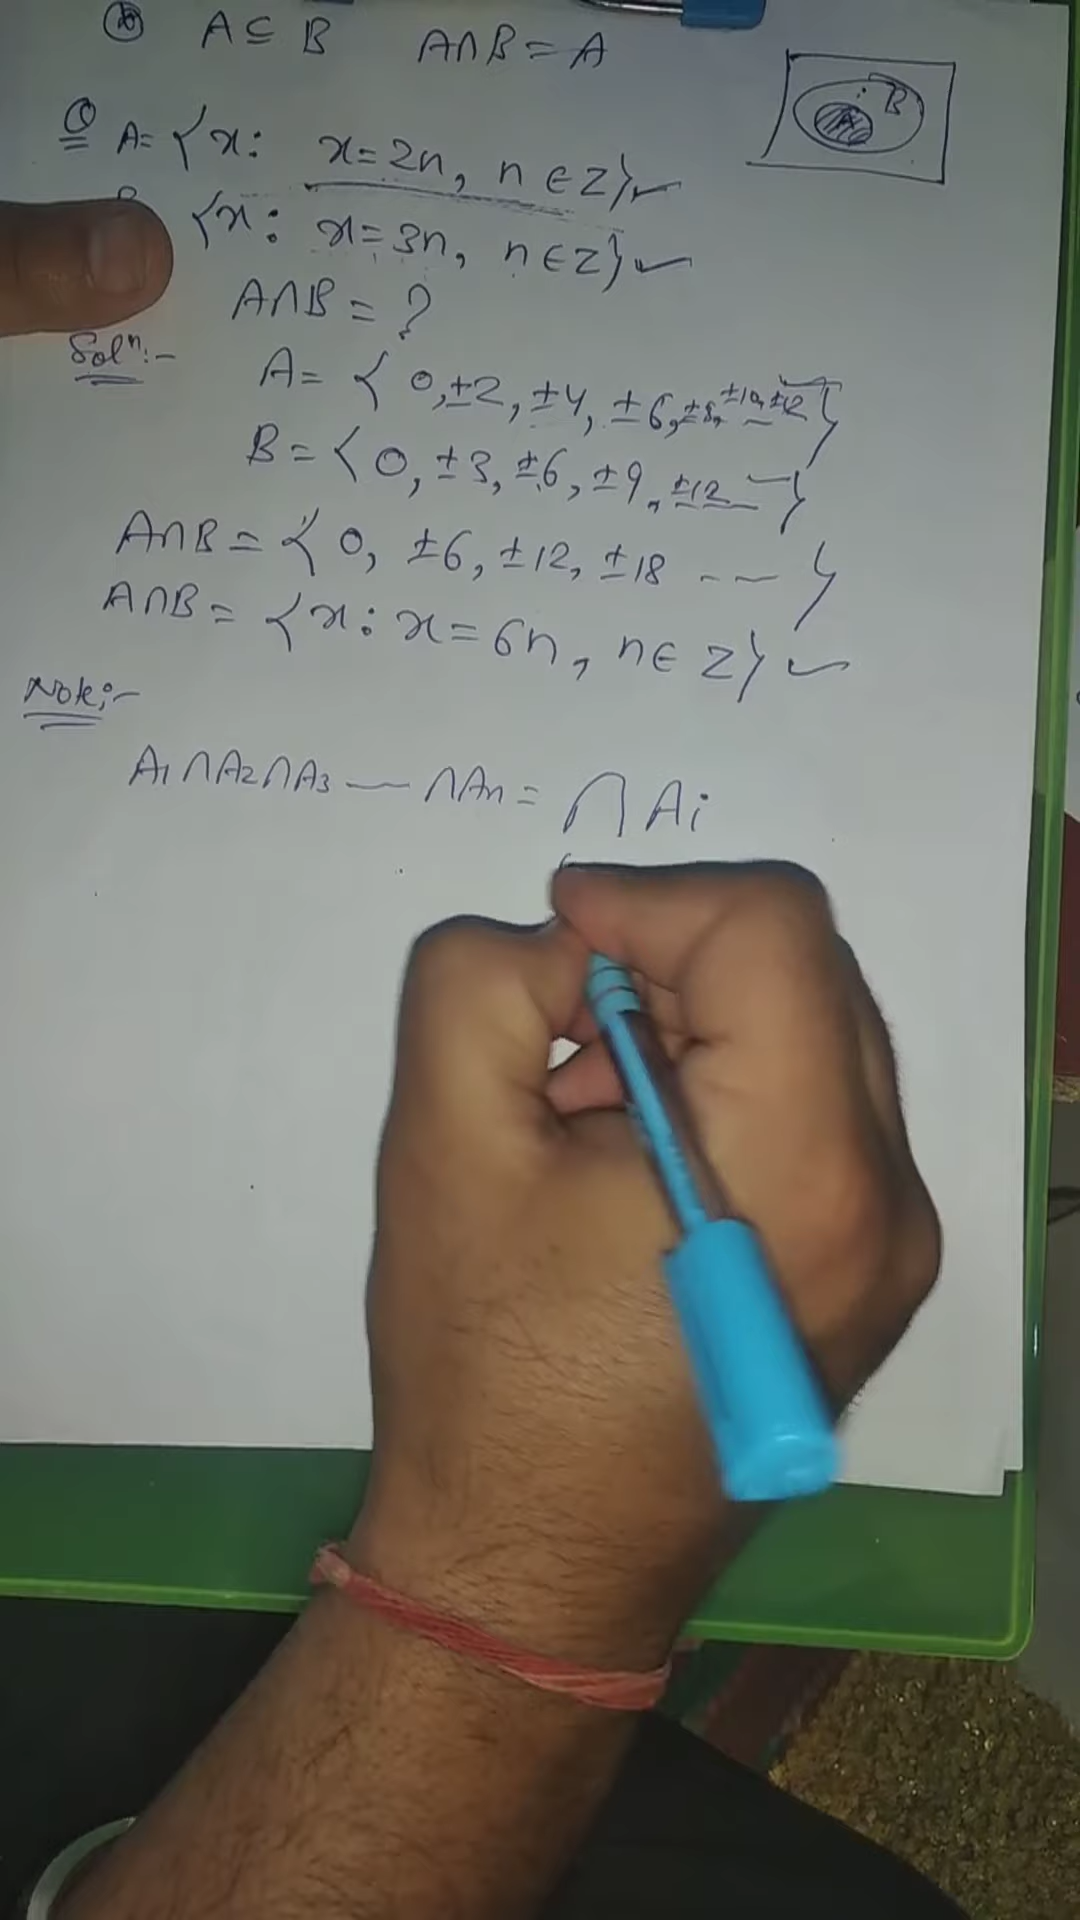 A ⊆ B A∩B = A
B
A
Q A= {x: x=2n, n∈Z}
{x: x=3n, n∈Z}
A∩B = ?
Solⁿ:-
A= { 0, ±2, ±4, ±6, ±8, ±10, ±12 }
B = { 0, ±3, ±6, ±9, ±12 -- }
A∩B = { 0, ±6, ±12, ±18 --- }
A∩B = {x: x=6n, n∈Z}
Note:-
A1∩A2∩A3 — ∩An = ∩ Ai